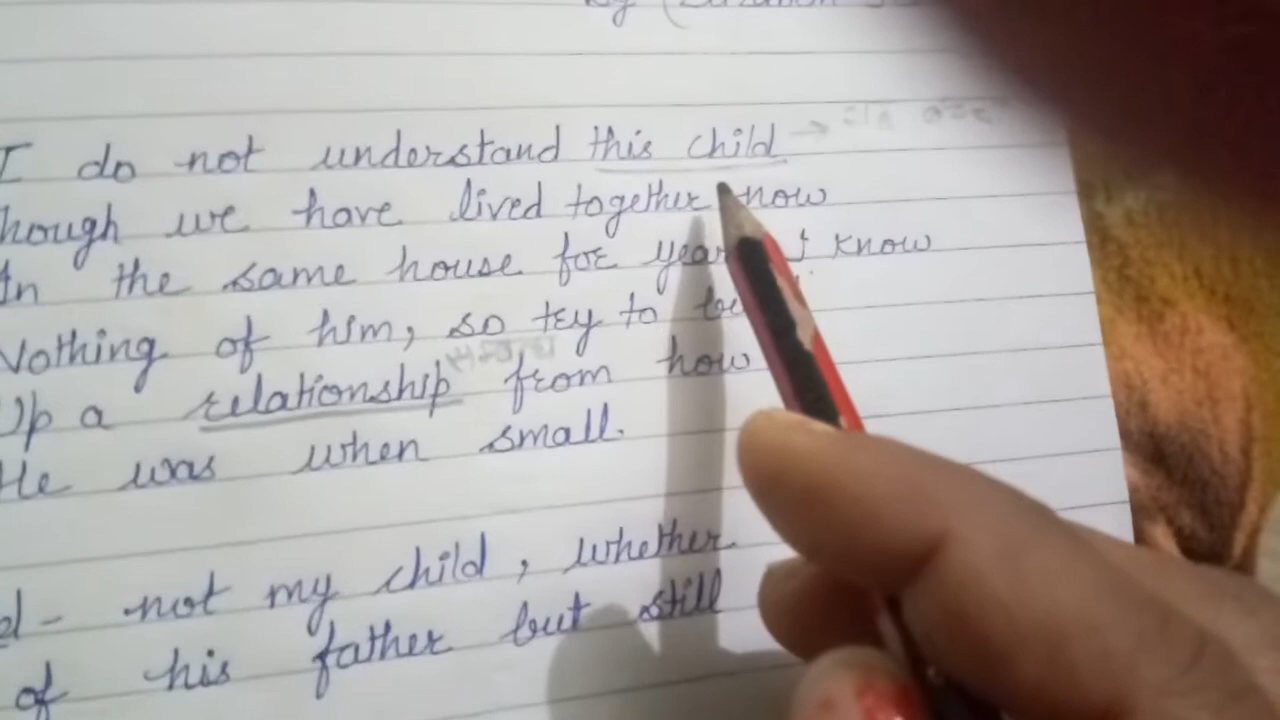 By (
I do not understand this child →
hough we have lived together now
In the same house for year I know
Nothing of him, so try to bu
Up a relationship from how
He was when small.
- not my child, whether
of his father but still